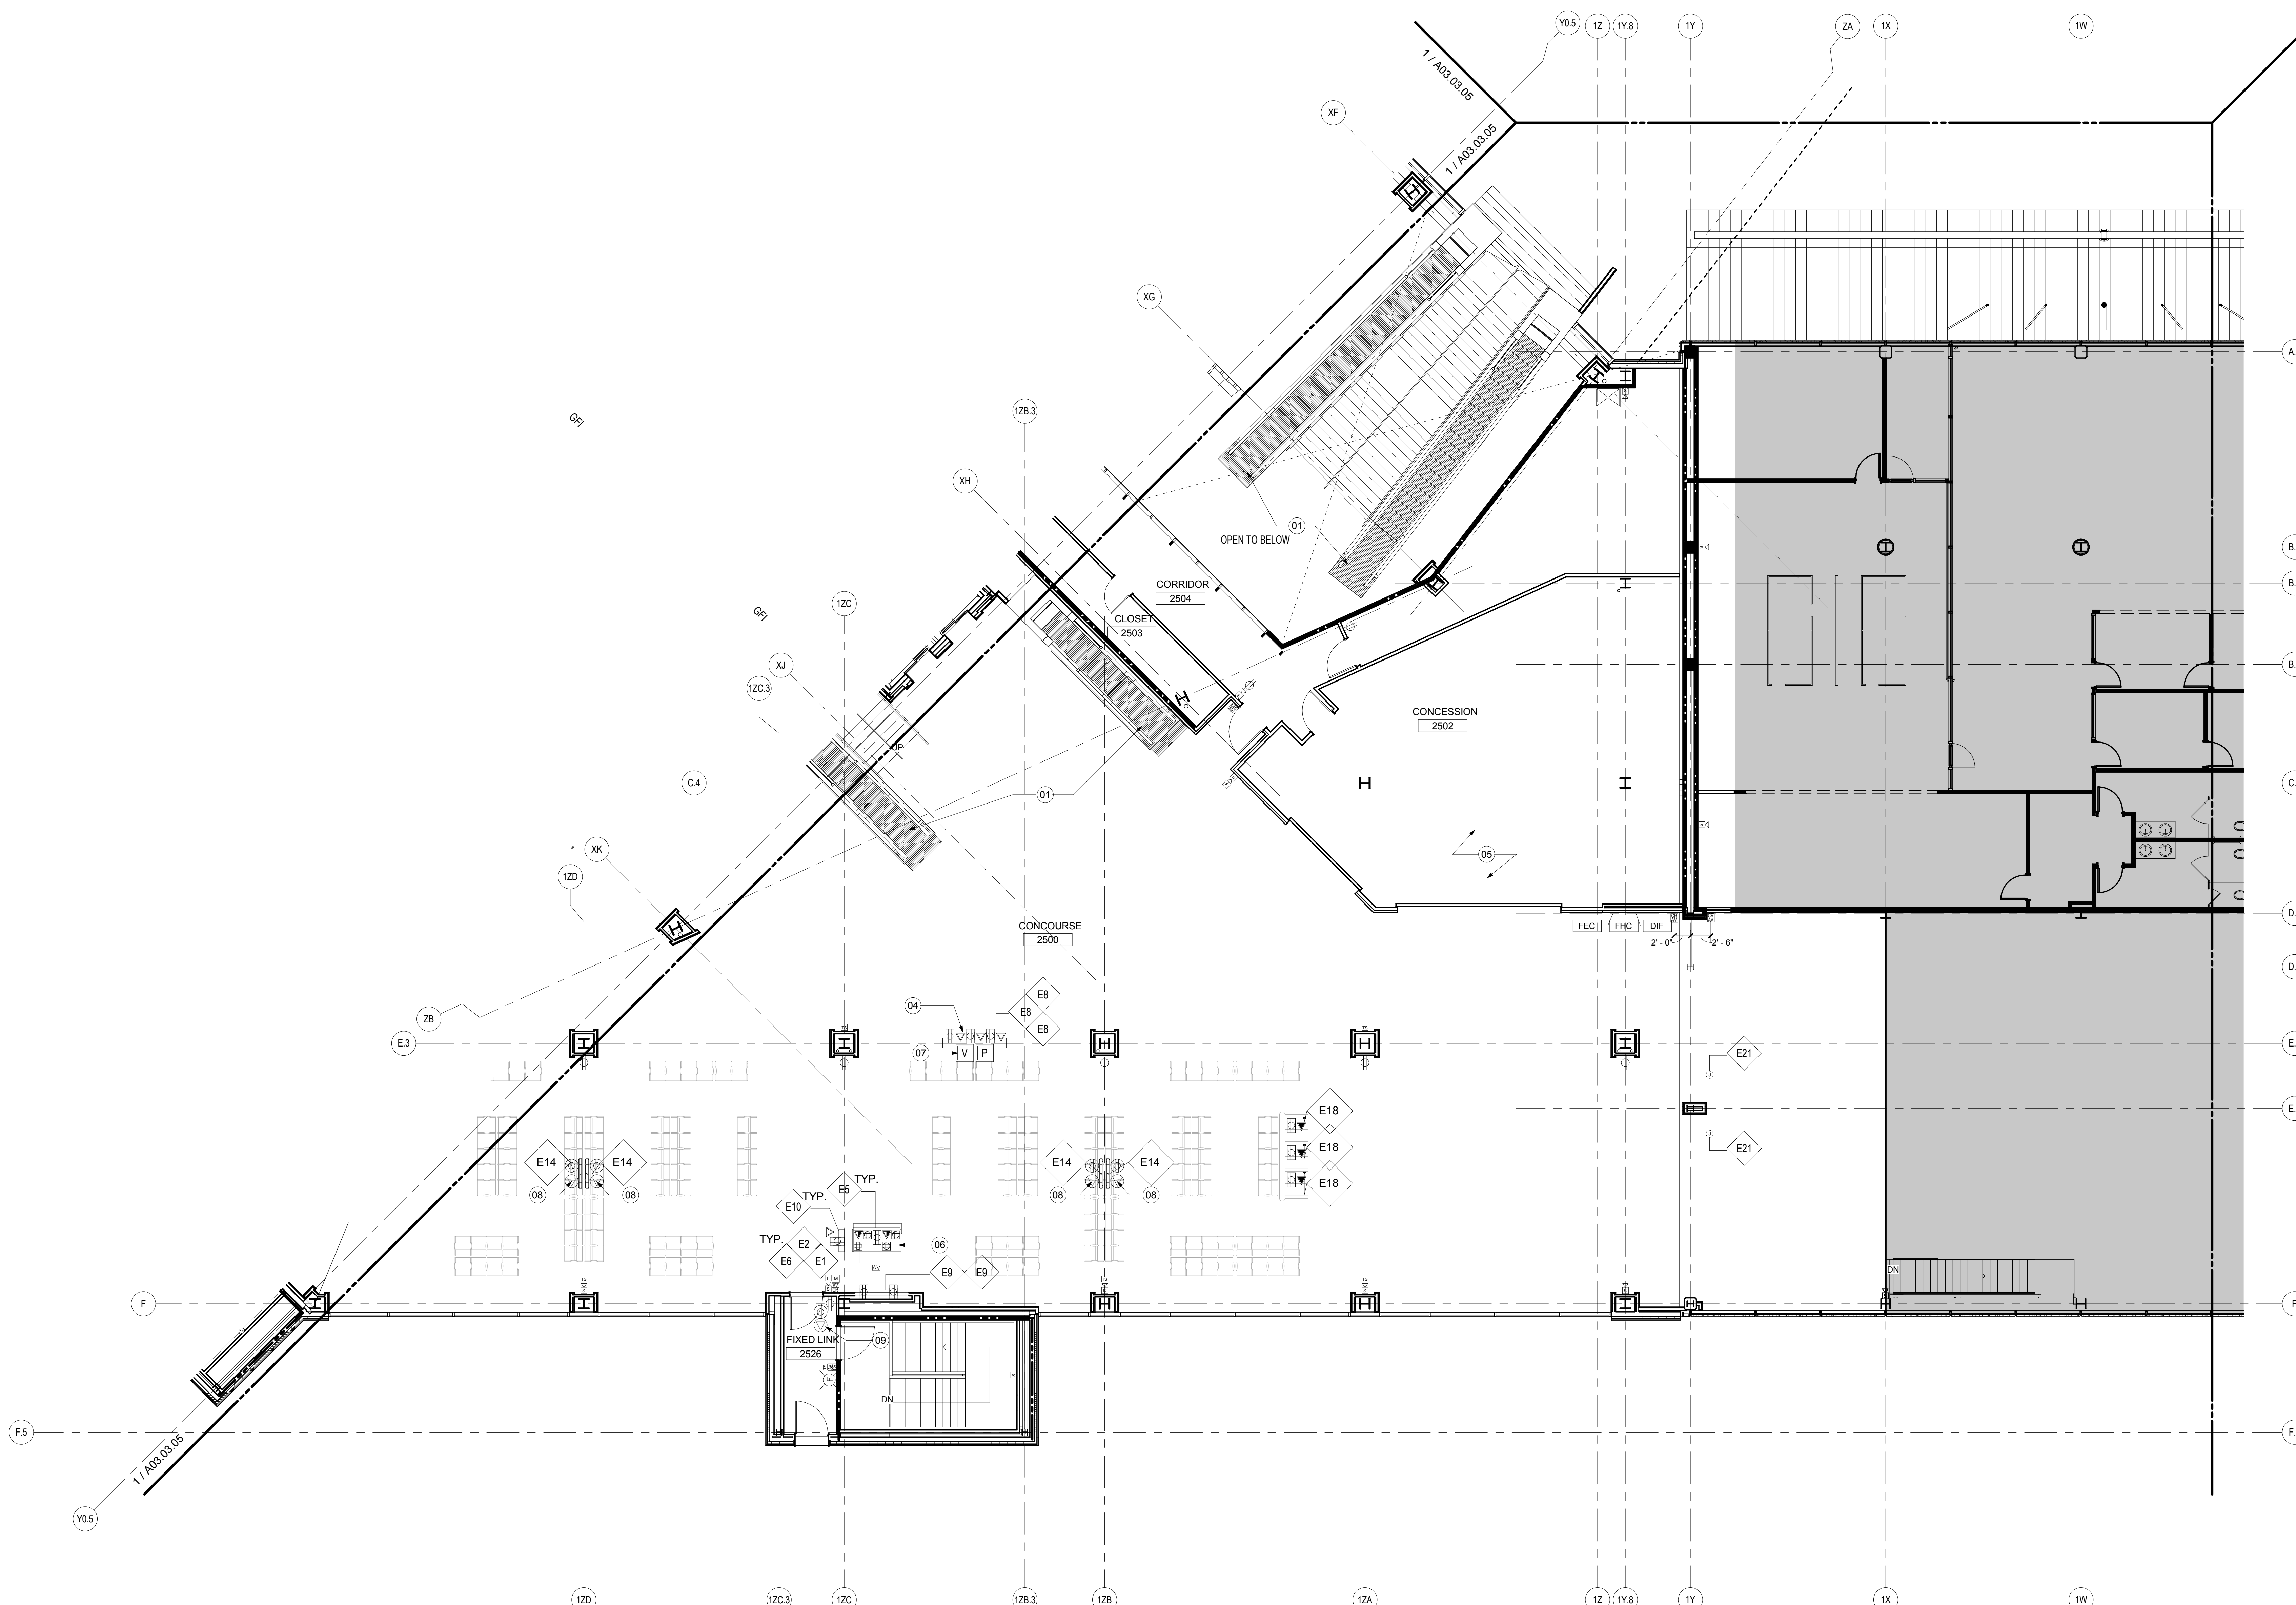 Y0.5
1Z
1Y.8
1Y
ZA
1X
1W
1 / A03.03.05
1 / A03.03.05
XF
XG
1ZB.3
XH
1ZC
XJ
1ZC.3
XK
1ZD
GFI
GFI
A.
B.
B.
B.
C.
D.
D.
E.
E.
F
F.
OPEN TO BELOW
01
CORRIDOR
2504
CLOSET
2503
CONCESSION
2502
UP
C.4
01
05
CONCOURSE
2500
FEC
FHC
DIF
2' - 0"
2' - 6"
ZB
E.3
04
E8
E8
E8
07
V
P
E21
E21
E18
E18
E18
E14
E14
08
08
E14
E14
08
08
TYP.
E5
TYP.
E10
TYP.
E2
E6
E1
06
E9
E9
F
FIXED LINK
2526
09
F
DN
DN
F.5
1 / A03.03.05
Y0.5
1ZD
1ZC.3
1ZC
1ZB.3
1ZB
1ZA
1Z
1Y.8
1Y
1X
1W